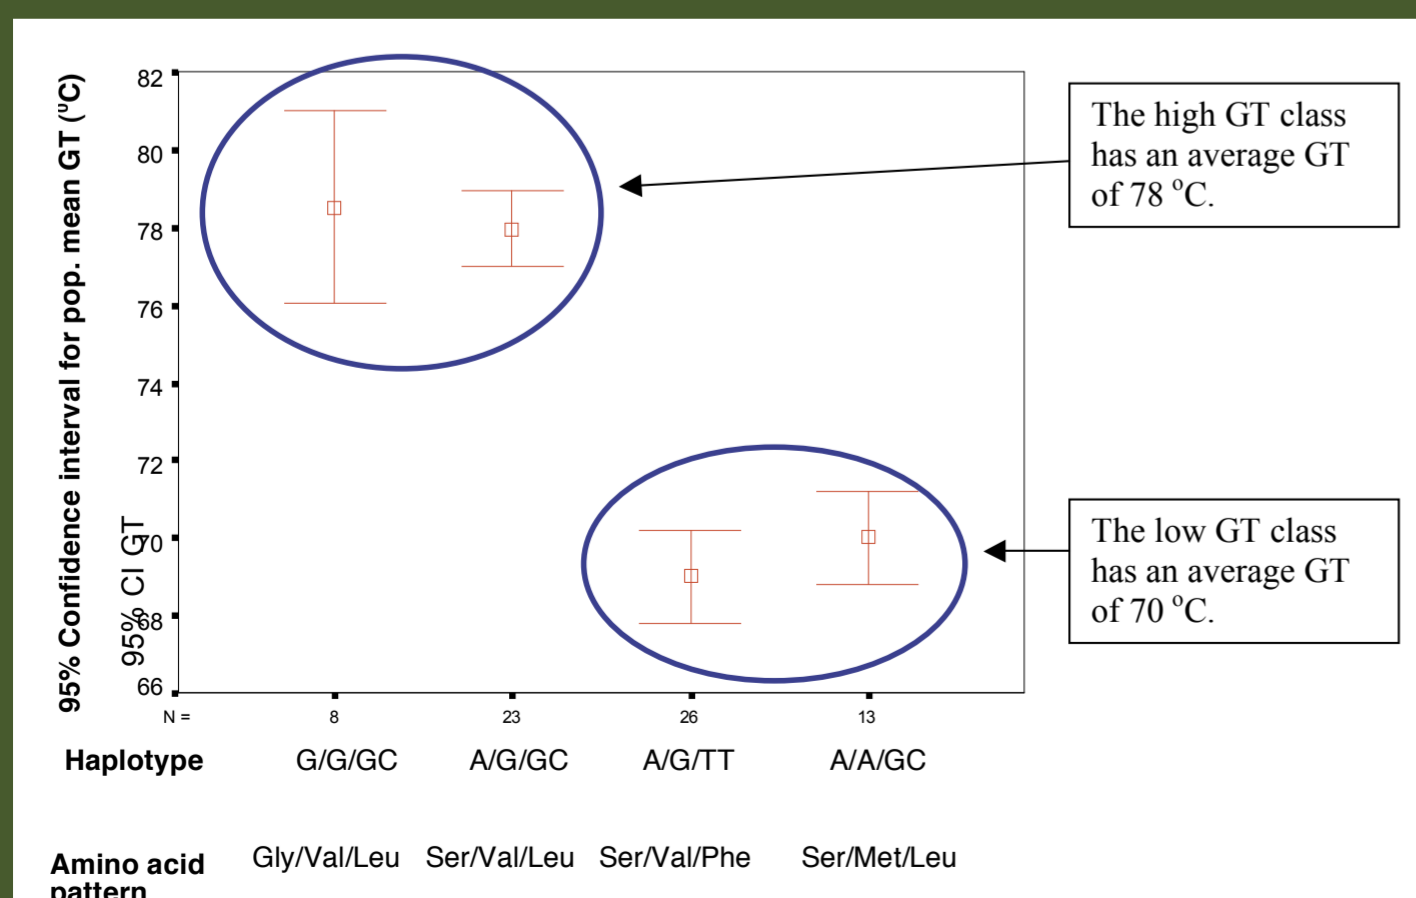 95% Confidence interval for pop. mean GT (°C)
95% CI GT
82
80
78
76
74
72
70
68
66
N =
8
23
26
13
Haplotype
G/G/GC
A/G/GC
A/G/TT
A/A/GC
Amino acid
pattern
Gly/Val/Leu
Ser/Val/Leu
Ser/Val/Phe
Ser/Met/Leu
The high GT class
has an average GT
of 78 °C.
The low GT class
has an average GT
of 70 °C.